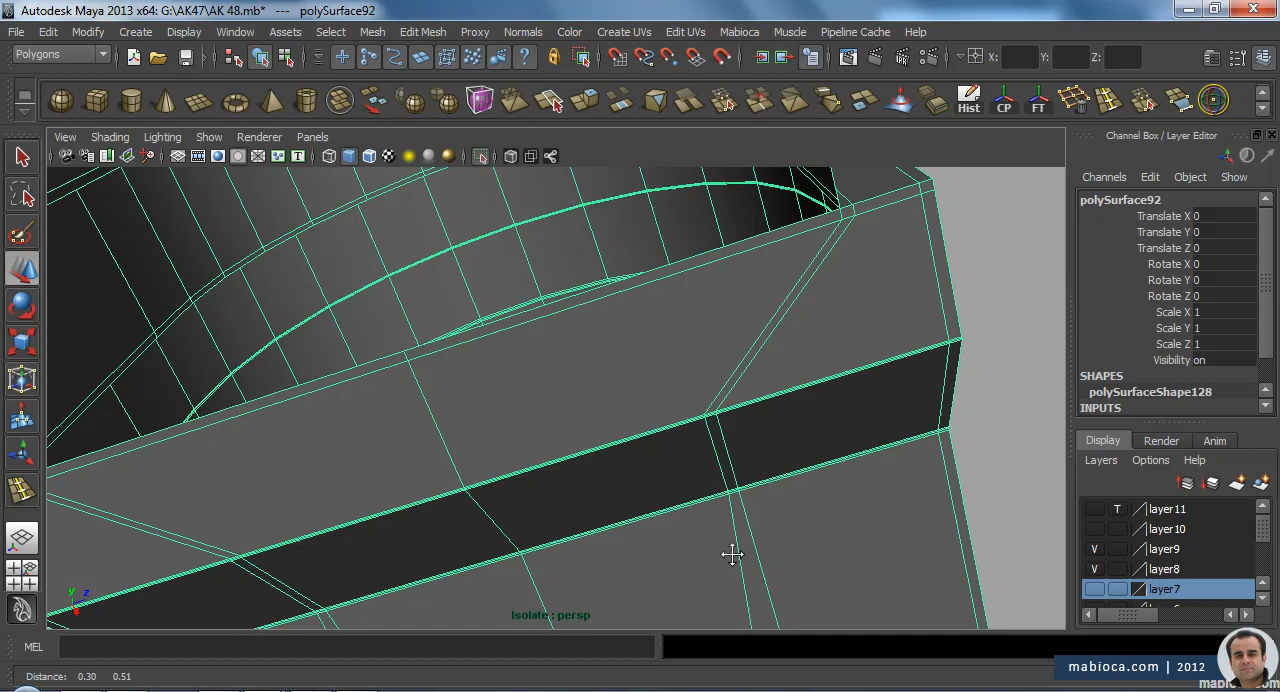 Autodesk Maya 2013 x64: G:\AK47\AK 48.mb* --- polySurface92
File Edit Modify Create Display Window Assets Select Mesh Edit Mesh Proxy Normals Color Create UVs Edit UVs Mabioca Muscle Pipeline Cache Help
Polygons X: Y: Z:
Hist CP FT
View Shading Lighting Show Renderer Panels
Channel Box / Layer Editor
Channels Edit Object Show
polySurface92
Translate X 0
Translate Y 0
Translate Z 0
Rotate X 0
Rotate Y 0
Rotate Z 0
Scale X 1
Scale Y 1
Scale Z 1
Visibility on
SHAPES
polySurfaceShape128
INPUTS
Display Render Anim
Layers Options Help
T layer11
layer10
V layer9
V layer8
layer7
y z
x
Isolate : persp
MEL
mabioca.com | 2012
Distance: 0.30 0.51